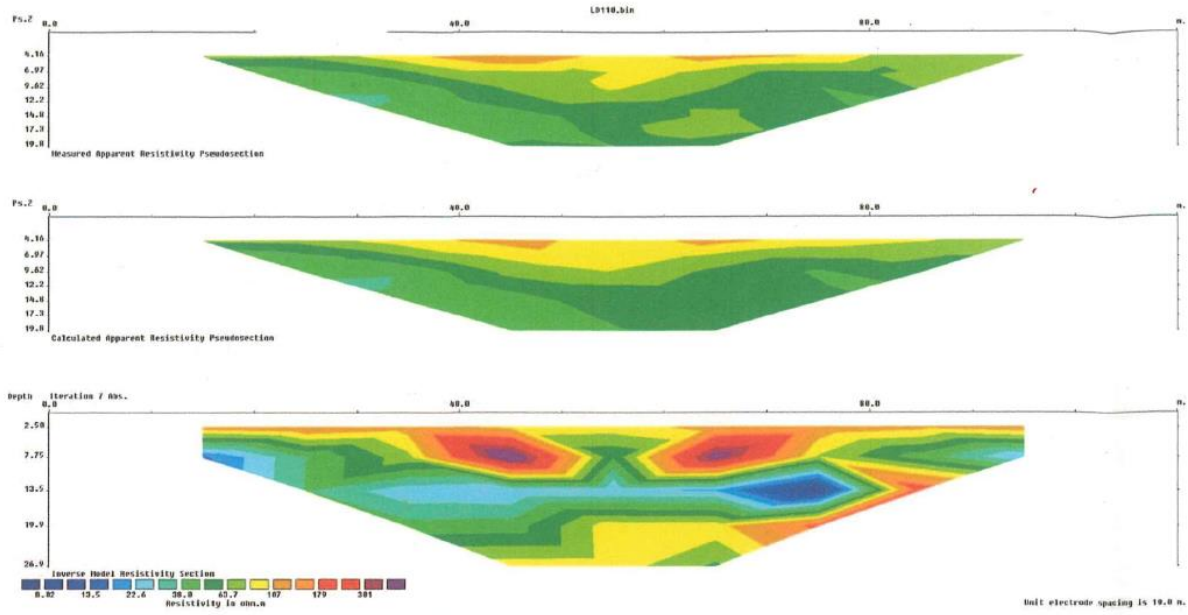 LD110.bin
Ps.Z 0.0 40.0 80.0 m.
4.16
6.97
9.62
12.2
14.8
17.3
19.8
Measured Apparent Resistivity Pseudosection
Ps.Z 0.0 40.0 80.0 m.
4.16
6.97
9.62
12.2
14.8
17.3
19.8
Calculated Apparent Resistivity Pseudosection
Depth Iteration 7 Abs.
0.0 40.0 80.0 m.
2.50
7.75
13.5
19.9
26.9
Inverse Model Resistivity Section
8.02 13.5 22.6 38.0 63.7 107 179 301
Resistivity in ohm.m
Unit electrode spacing is 10.0 m.